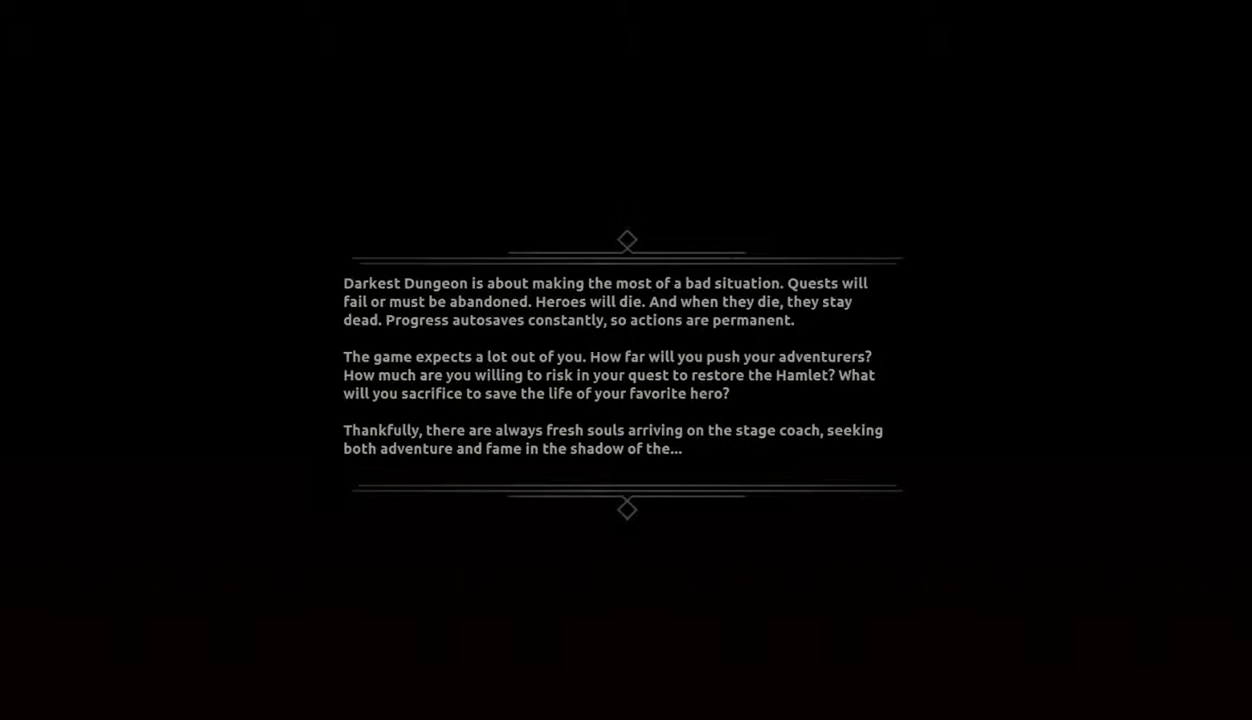 Darkest Dungeon is about making the most of a bad situation. Quests will
fail or must be abandoned. Heroes will die. And when they die, they stay
dead. Progress autosaves constantly, so actions are permanent.
The game expects a lot out of you. How far will you push your adventurers?
How much are you willing to risk in your quest to restore the Hamlet? What
will you sacrifice to save the life of your favorite hero?
Thankfully, there are always fresh souls arriving on the stage coach, seeking
both adventure and fame in the shadow of the...